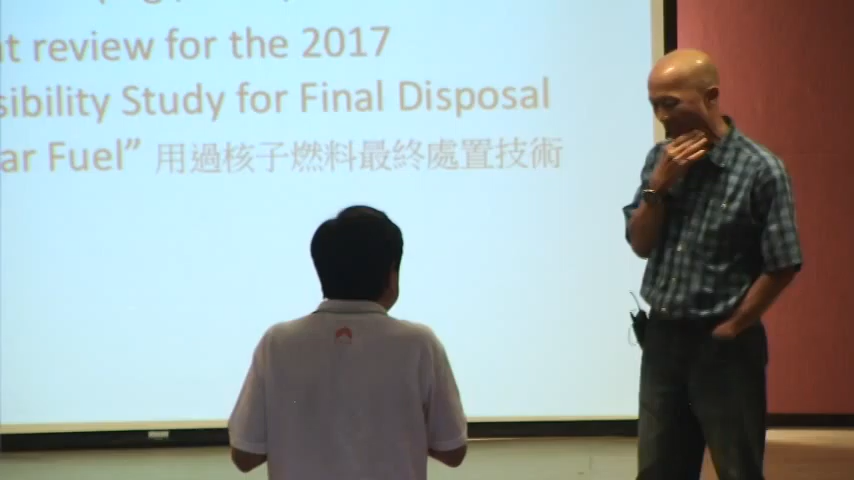 nt review for the 2017
sibility Study for Final Disposal
ar Fuel” 用過核子燃料最終處置技術